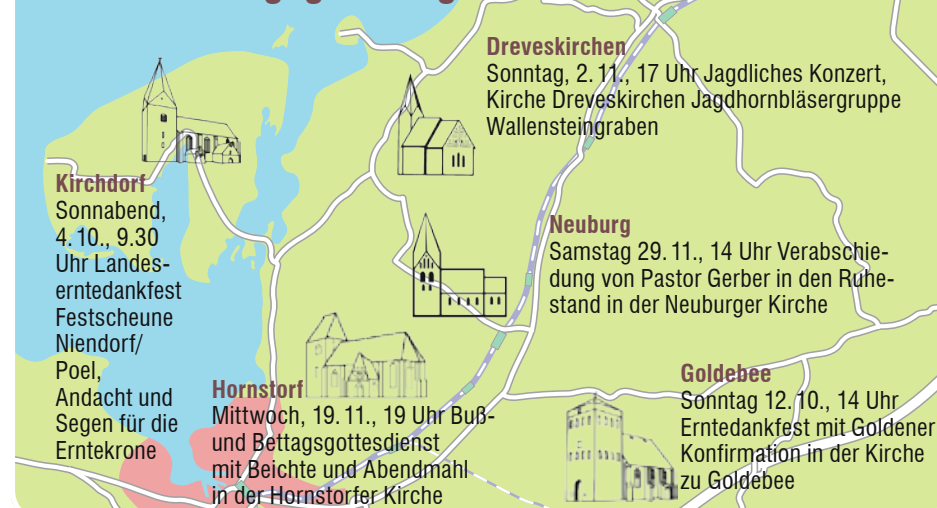 Dreveskirchen
Sonntag, 2. 11., 17 Uhr Jagdliches Konzert,
Kirche Dreveskirchen Jagdhornbläsergruppe
Wallensteingraben
Kirchdorf
Sonnabend,
4. 10., 9.30
Uhr Landes-
erntedankfest
Festscheune
Niendorf/
Poel,
Andacht und
Segen für die
Erntekrone
Neuburg
Samstag 29. 11., 14 Uhr Verabschie-
dung von Pastor Gerber in den Ruhe-
stand in der Neuburger Kirche
Hornstorf
Mittwoch, 19. 11., 19 Uhr Buß-
und Bettagsgottesdienst
mit Beichte und Abendmahl
in der Hornstorfer Kirche
Goldebee
Sonntag 12. 10., 14 Uhr
Erntedankfest mit Goldener
Konfirmation in der Kirche
zu Goldebee